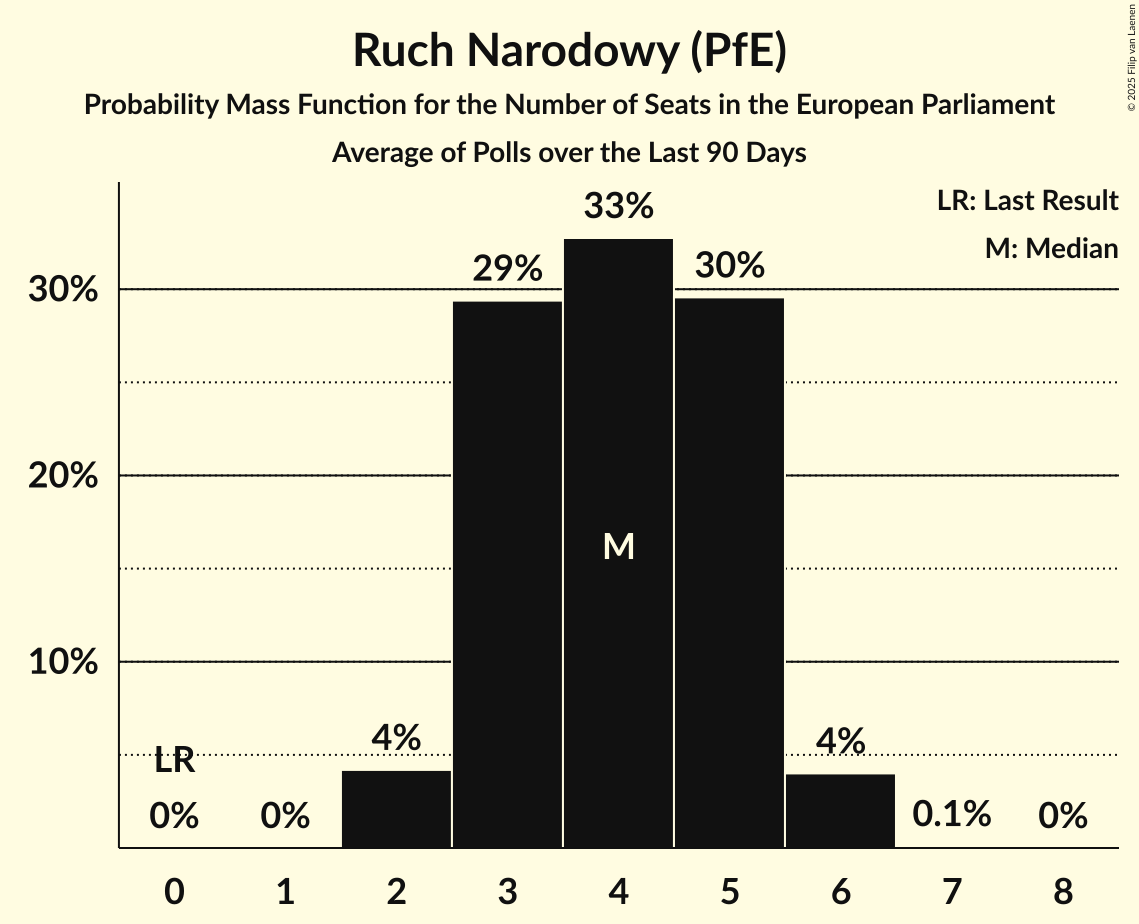 Ruch Narodowy (PfE)
Probability Mass Function for the Number of Seats in the European Parliament
Average of Polls over the Last 90 Days
© 2025 Filip van Laenen
LR: Last Result
M: Median
33%
29%
30%
30%
20%
M
10%
4%
4%
LR
0%
0%
0.1%
0%
0
1
2
3
4
5
6
7
8